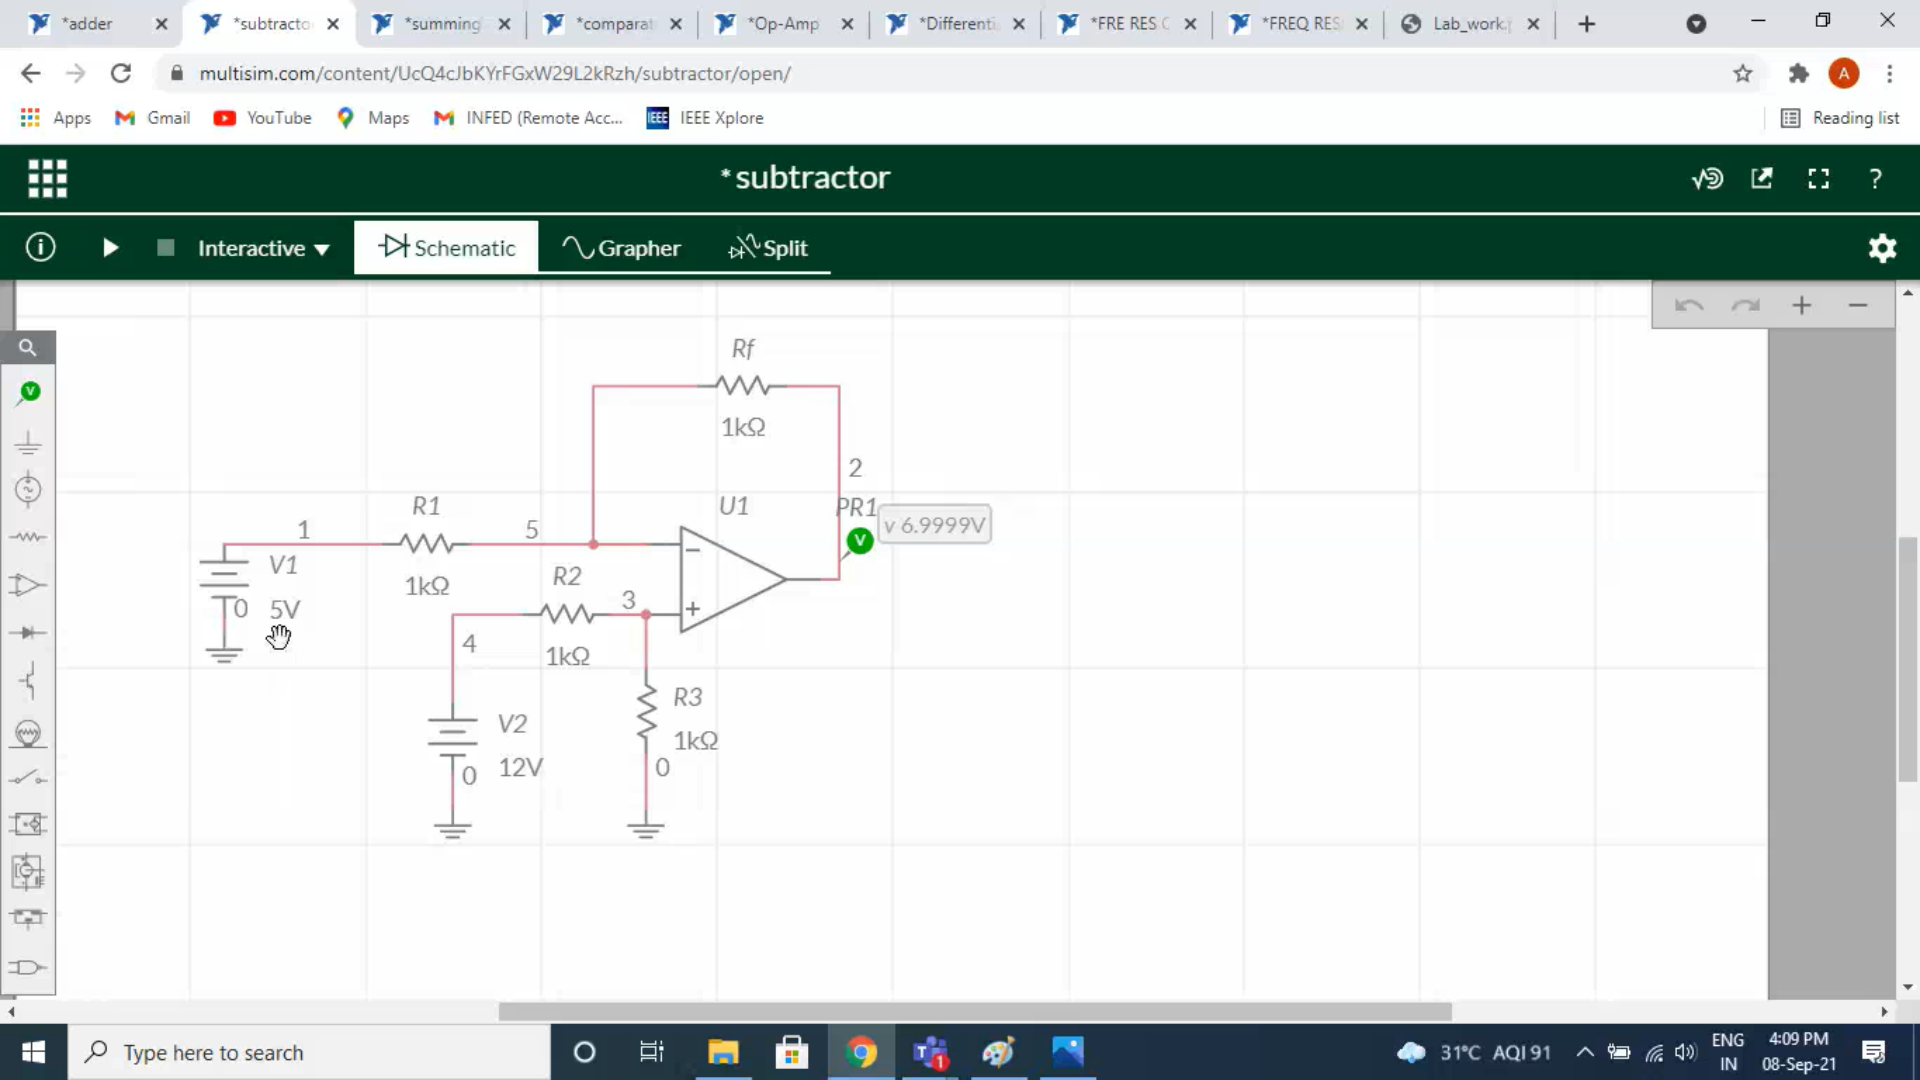 *adder
*subtracto
*summing
*comparat
*Op-Amp
*Differenti
*FRE RES C
*FREQ RES
Lab_work.p
multisim.com/content/UcQ4cJbKYrFGxW29L2kRzh/subtractor/open/
A
Apps
Gmail
YouTube
Maps
INFED (Remote Acc...
IEEE
IEEE Xplore
Reading list
*subtractor
?
Interactive
Schematic
Grapher
Split
V
Rf
1kΩ
2
R1
U1
PR1
v 6.9999V
1
5
V
V1
1kΩ
R2
0
5V
3
4
1kΩ
R3
V2
1kΩ
0
12V
0
Type here to search
1
31°C AQI 91
ENG
IN
4:09 PM
08-Sep-21